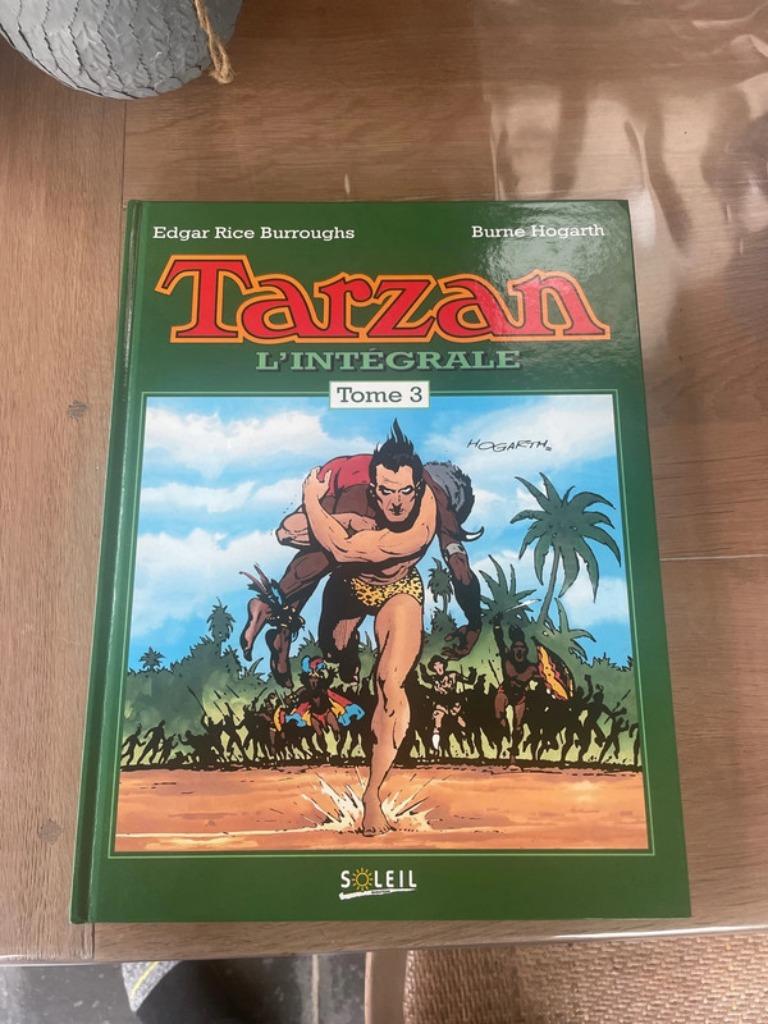 Edgar Rice Burroughs Burne Hogarth
Tarzan
L'INTÉGRALE
Tome 3
HOGARTH
SOLEIL